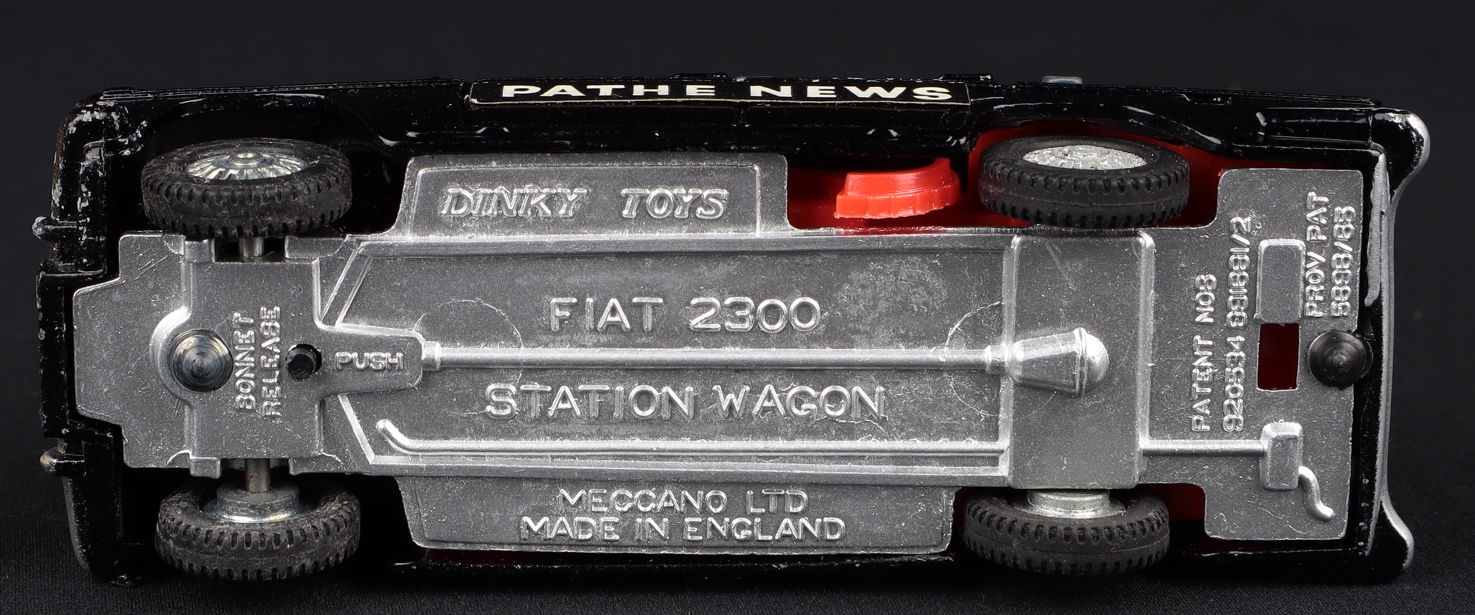 PATHE NEWS
DINKY TOYS
FIAT 2300
STATION WAGON
MECCANO LTD
MADE IN ENGLAND
BONNET
RELEASE
PUSH
PATENT NOS
920534 891691/2
PROV PAT
5898/65